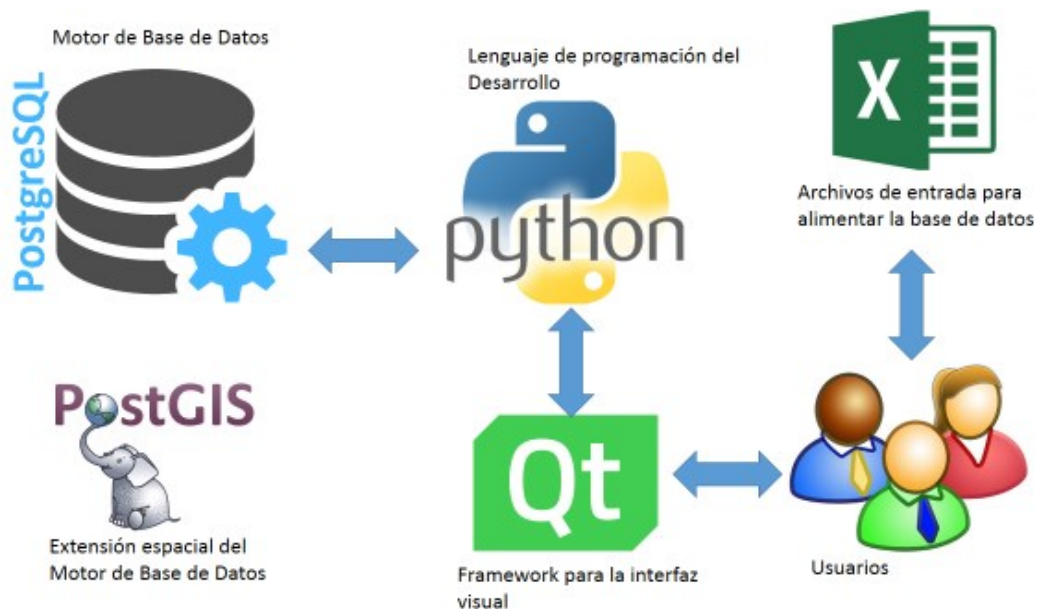 Motor de Base de Datos
PostgreSQL
Lenguaje de programación del
Desarrollo
python
X
Archivos de entrada para
alimentar la base de datos
PostGIS
Extensión espacial del
Motor de Base de Datos
Qt
Framework para la interfaz
visual
Usuarios